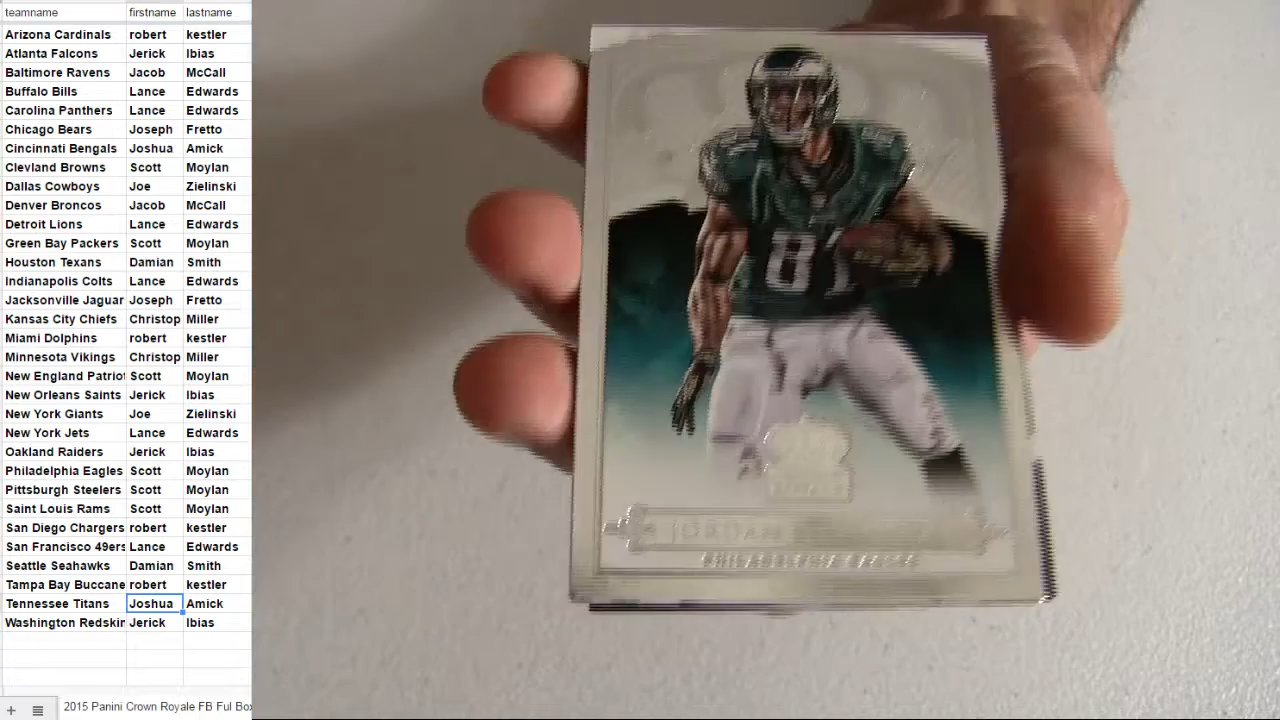 teamname firstname lastname
Arizona Cardinals robert kestler
Atlanta Falcons Jerick Ibias
Baltimore Ravens Jacob McCall
Buffalo Bills Lance Edwards
Carolina Panthers Lance Edwards
Chicago Bears Joseph Fretto
Cincinnati Bengals Joshua Amick
Clevland Browns Scott Moylan
Dallas Cowboys Joe Zielinski
Denver Broncos Jacob McCall
Detroit Lions Lance Edwards
Green Bay Packers Scott Moylan
Houston Texans Damian Smith
Indianapolis Colts Lance Edwards
Jacksonville Jaguar Joseph Fretto
Kansas City Chiefs Christop Miller
Miami Dolphins robert kestler
Minnesota Vikings Christop Miller
New England Patriot Scott Moylan
New Orleans Saints Jerick Ibias
New York Giants Joe Zielinski
New York Jets Lance Edwards
Oakland Raiders Jerick Ibias
Philadelphia Eagles Scott Moylan
Pittsburgh Steelers Scott Moylan
Saint Louis Rams Scott Moylan
San Diego Chargers robert kestler
San Francisco 49ers Lance Edwards
Seattle Seahawks Damian Smith
Tampa Bay Buccane robert kestler
Tennessee Titans Joshua Amick
Washington Redskin Jerick Ibias
2015 Panini Crown Royale FB Ful Box
81
JORDAN
PHILADELPHIA EAGLES